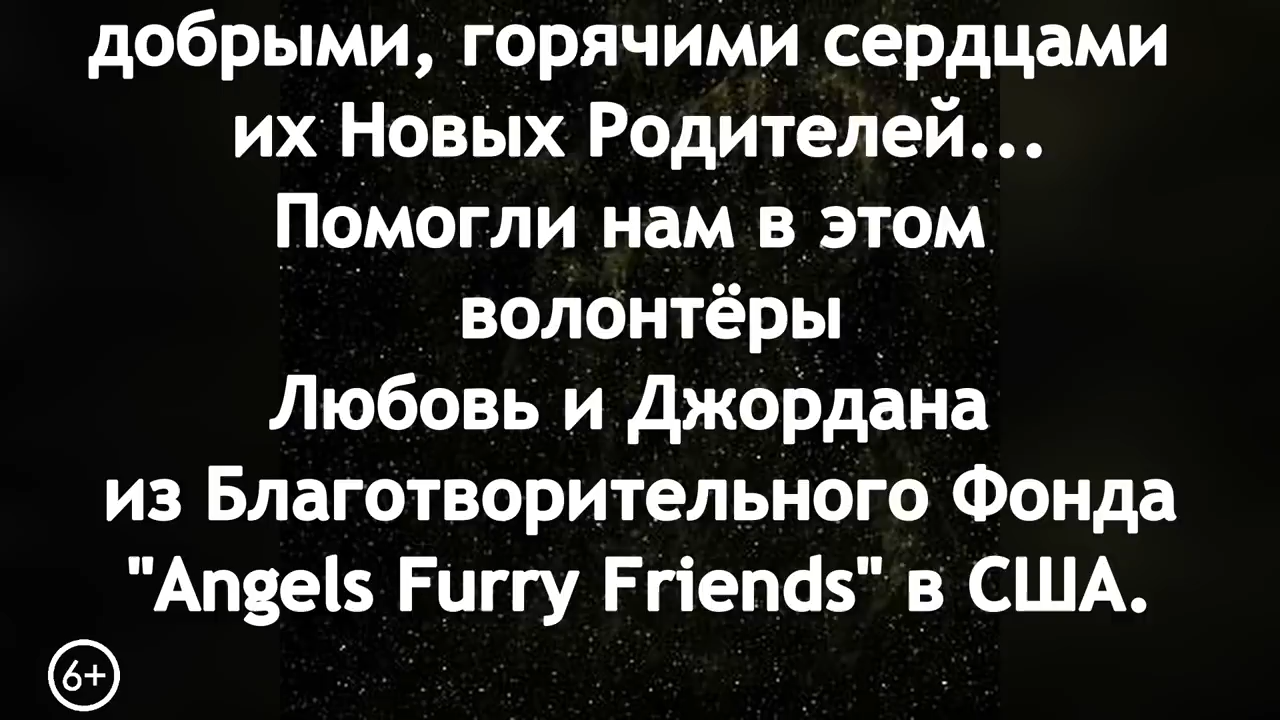 добрыми, горячими сердцами
их Новых Родителей...
Помогли нам в этом
волонтёры
Любовь и Джордана
из Благотворительного Фонда
"Angels Furry Friends" в США.
6+